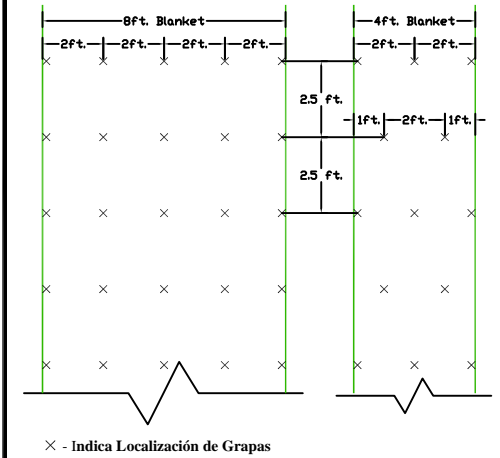 8ft. Blanket
4ft. Blanket
2ft. 2ft. 2ft. 2ft.
2ft. 2ft.
2.5 ft.
1ft. 2ft. 1ft.
2.5 ft.
× - Indica Localización de Grapas